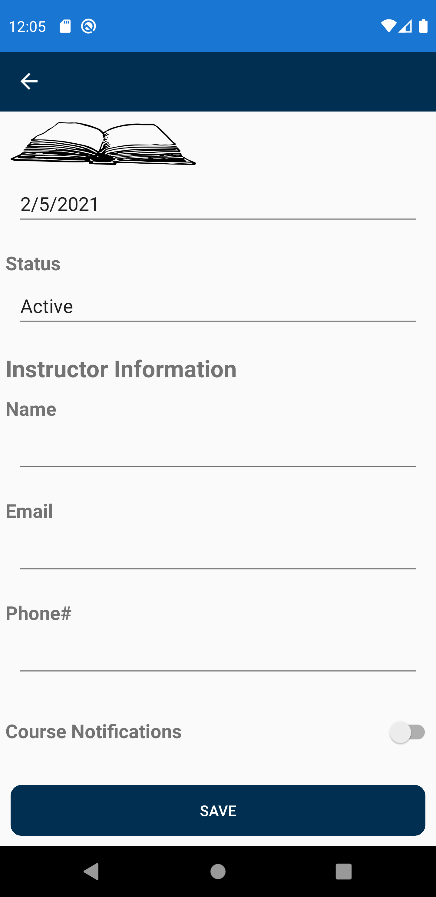 12:05
2/5/2021
Status
Active
Instructor Information
Name
Email
Phone#
Course Notifications
SAVE